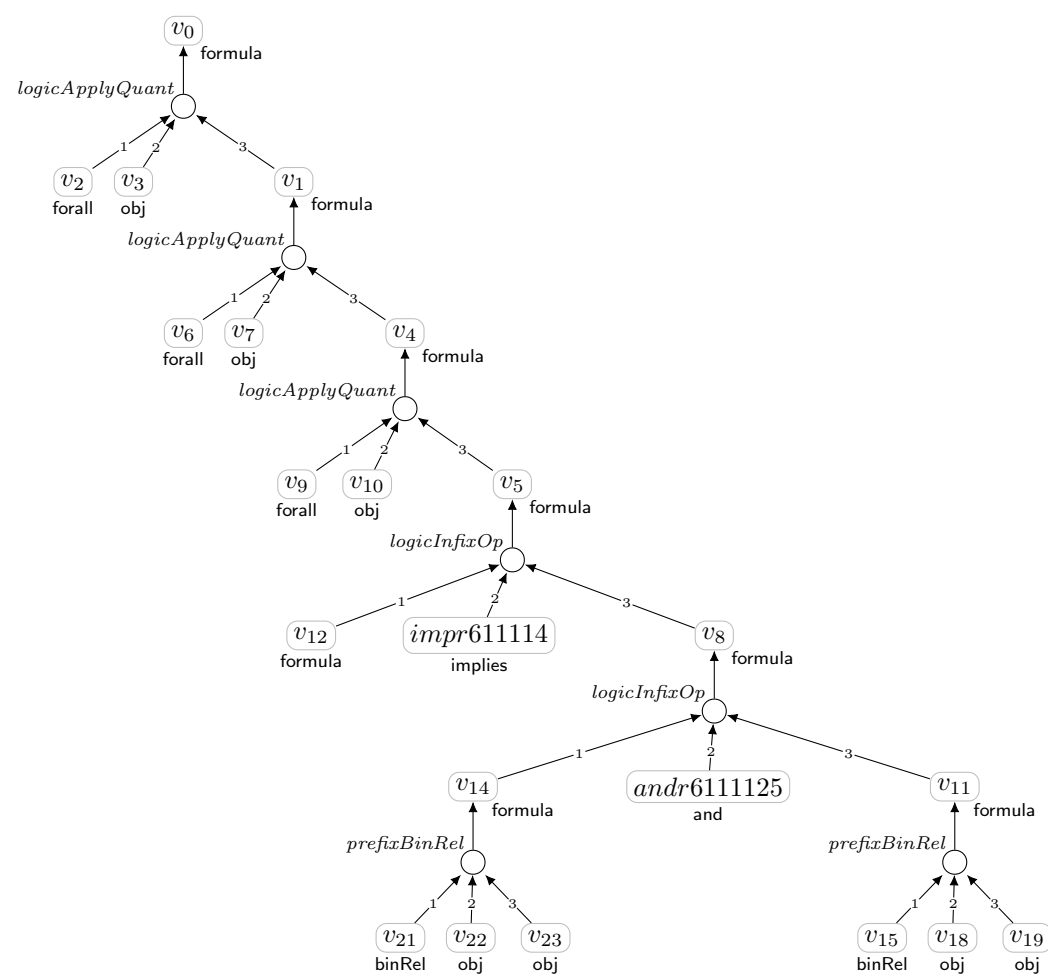 v0
formula
logicApplyQuant
1 2 3
v2 v3 v1
forall obj formula
logicApplyQuant
1 2 3
v6 v7 v4
forall obj formula
logicApplyQuant
1 2 3
v9 v10 v5
forall obj formula
logicInfixOp
1 2 3
v12 impr611114 v8
formula implies formula
logicInfixOp
1 2 3
v14 andr6111125 v11
formula and formula
prefixBinRel prefixBinRel
1 2 3 1 2 3
v21 v22 v23 v15 v18 v19
binRel obj obj binRel obj obj